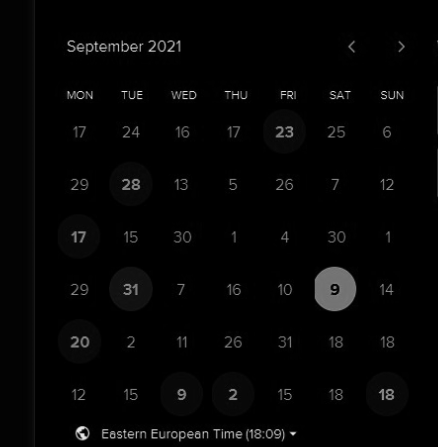 September 2021
MON TUE WED THU FRI SAT SUN
17 24 16 17 23 25 6
29 28 13 5 26 7 12
17 15 30 1 4 30 1
29 31 7 16 10 9 14
20 2 11 26 31 18 18
12 15 9 2 15 18 18
Eastern European Time (18:09)